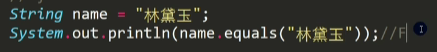 String name = "林黛玉";
System.out.println(name.equals("林黛玉"));//F